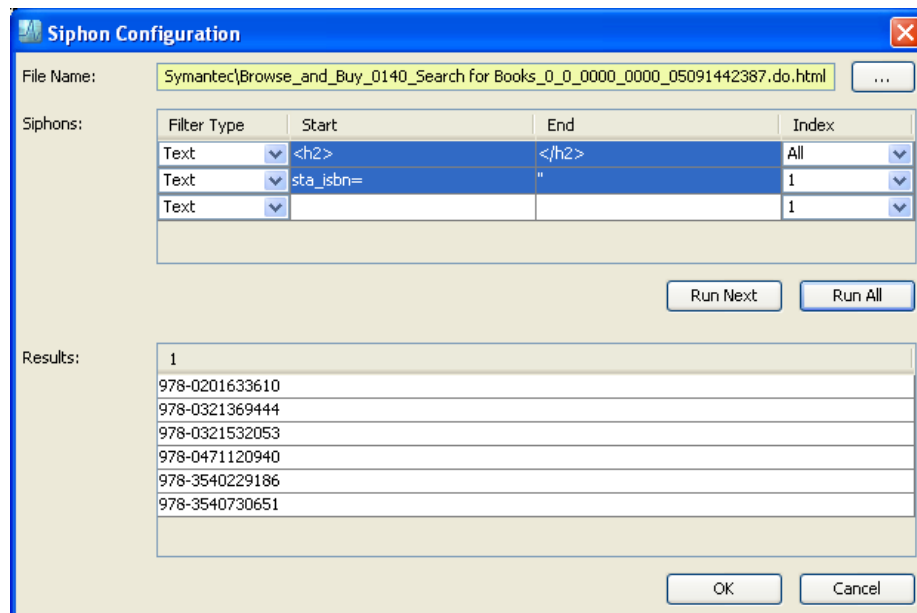 Siphon Configuration
File Name: Symantec\Browse_and_Buy_0140_Search for Books_0_0_0000_0000_05091442387.do.html ...
Siphons: Filter Type Start End Index
Text <h2> </h2> All
Text sta_isbn= " 1
Text 1
Run Next Run All
Results: 1
978-0201633610
978-0321369444
978-0321532053
978-0471120940
978-3540229186
978-3540730651
OK Cancel